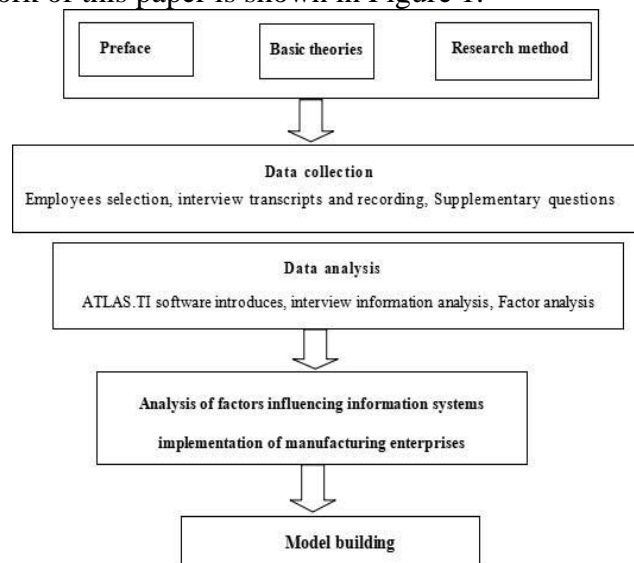 ork of this paper is shown in Figure 1.
Preface Basic theories Research method
Data collection
Employees selection, interview transcripts and recording, Supplementary questions
Data analysis
ATLAS.TI software introduces, interview information analysis, Factor analysis
Analysis of factors influencing information systems
implementation of manufacturing enterprises
Model building